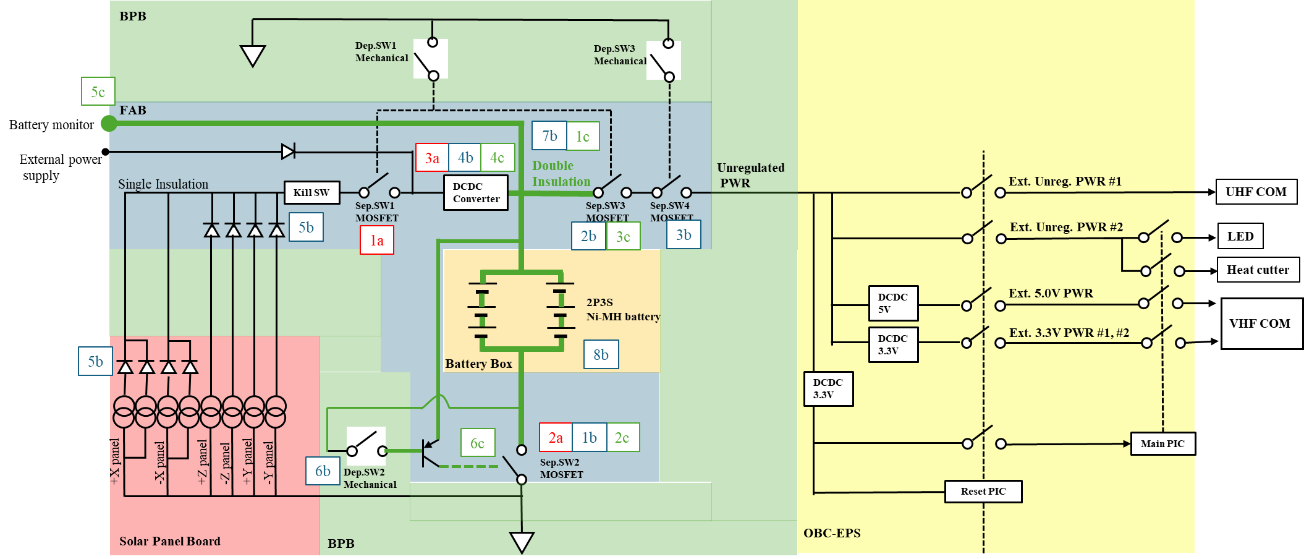 BPB
Dep.SW1
Mechanical
Dep.SW3
Mechanical
5c
FAB
Battery monitor
External power
supply
7b
1c
3a
4b
4c
Double
Insulation
Unregulated
PWR
Single Insulation
Kill SW
DCDC
Converter
Sep.SW1
MOSFET
Sep.SW3
MOSFET
Sep.SW4
MOSFET
5b
1a
2b
3c
3b
Ext. Unreg. PWR #1
UHF COM
Ext. Unreg. PWR #2
LED
Heat cutter
DCDC
5V
Ext. 5.0V PWR
VHF COM
DCDC
3.3V
Ext. 3.3V PWR #1, #2
2P3S
Ni-MH battery
8b
Battery Box
5b
DCDC
3.3V
+X panel
-X panel
+Z panel
-Z panel
+Y panel
-Y panel
6b
Dep.SW2
Mechanical
6c
2a
1b
2c
Sep.SW2
MOSFET
Main PIC
Reset PIC
Solar Panel Board
BPB
OBC-EPS